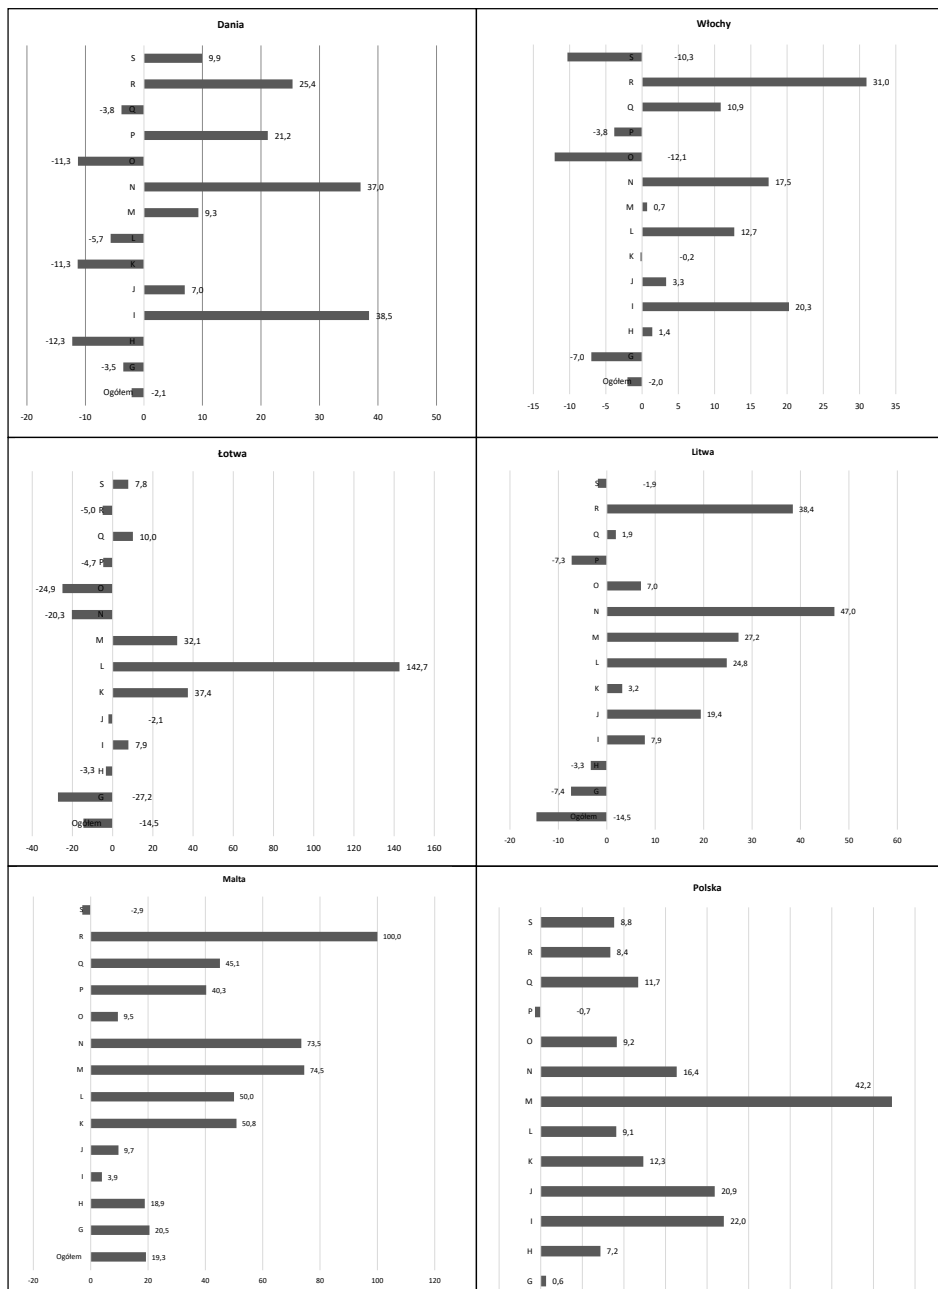 Dania
S 9,9
R 25,4
-3,8 Q
P 21,2
-11,3 O
N 37,0
M 9,3
-5,7 L
-11,3 K
J 7,0
I 38,5
-12,3 H
-3,5 G
Ogółem -2,1
-20 -10 0 10 20 30 40 50
Włochy
S -10,3
R 31,0
Q 10,9
-3,8 P
O -12,1
N 17,5
M 0,7
L 12,7
K -0,2
J 3,3
I 20,3
H 1,4
-7,0 G
Ogółem -2,0
-15 -10 -5 0 5 10 15 20 25 30 35
Łotwa
S 7,8
-5,0 R
Q 10,0
-4,7 P
-24,9 O
-20,3 N
M 32,1
L 142,7
K 37,4
J -2,1
I 7,9
-3,3 H
G -27,2
Ogółem -14,5
-40 -20 0 20 40 60 80 100 120 140 160
Litwa
S -1,9
R 38,4
Q 1,9
-7,3 P
O 7,0
N 47,0
M 27,2
L 24,8
K 3,2
J 19,4
I 7,9
-3,3 H
-7,4 G
Ogółem -14,5
-20 -10 0 10 20 30 40 50 60
Malta
S -2,9
R 100,0
Q 45,1
P 40,3
O 9,5
N 73,5
M 74,5
L 50,0
K 50,8
J 9,7
I 3,9
H 18,9
G 20,5
Ogółem 19,3
-20 0 20 40 60 80 100 120
Polska
S 8,8
R 8,4
Q 11,7
P -0,7
O 9,2
N 16,4
M 42,2
L 9,1
K 12,3
J 20,9
I 22,0
H 7,2
G 0,6